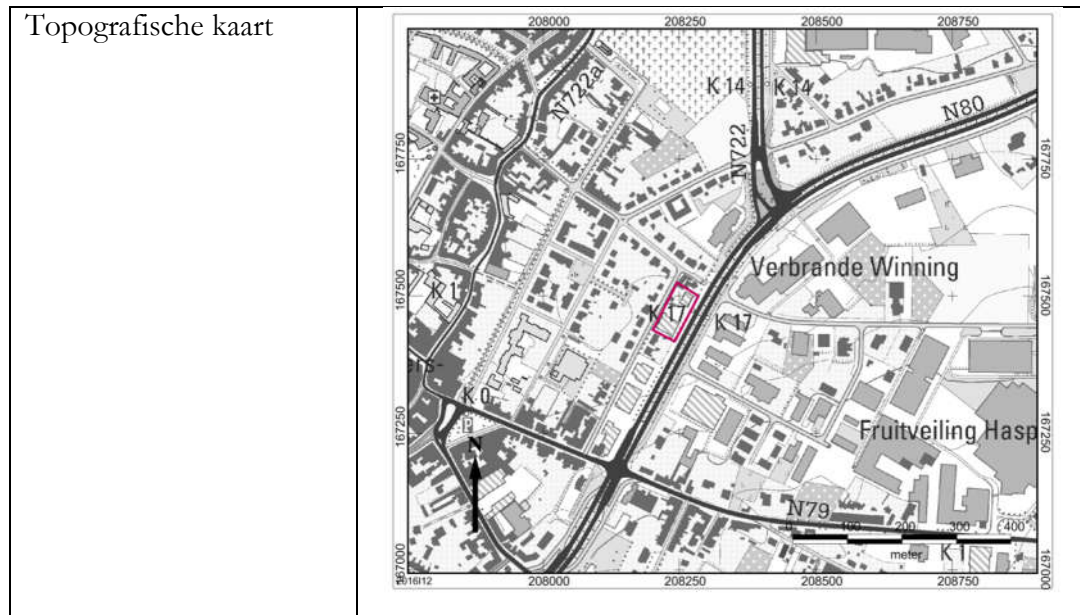 Topografische kaart
208000 208250 208500 208750
K 14 K 14
N722a
N80
167750 167750
N722
Verbrande Winning
167500 K 1 K 17 K 17 167500
ers-
K 0
P
167250 Fruitveiling Hasp 167250
N
N79
0 100 200 300 400
meter K 1
167000 167000
2016I12
208000 208250 208500 208750